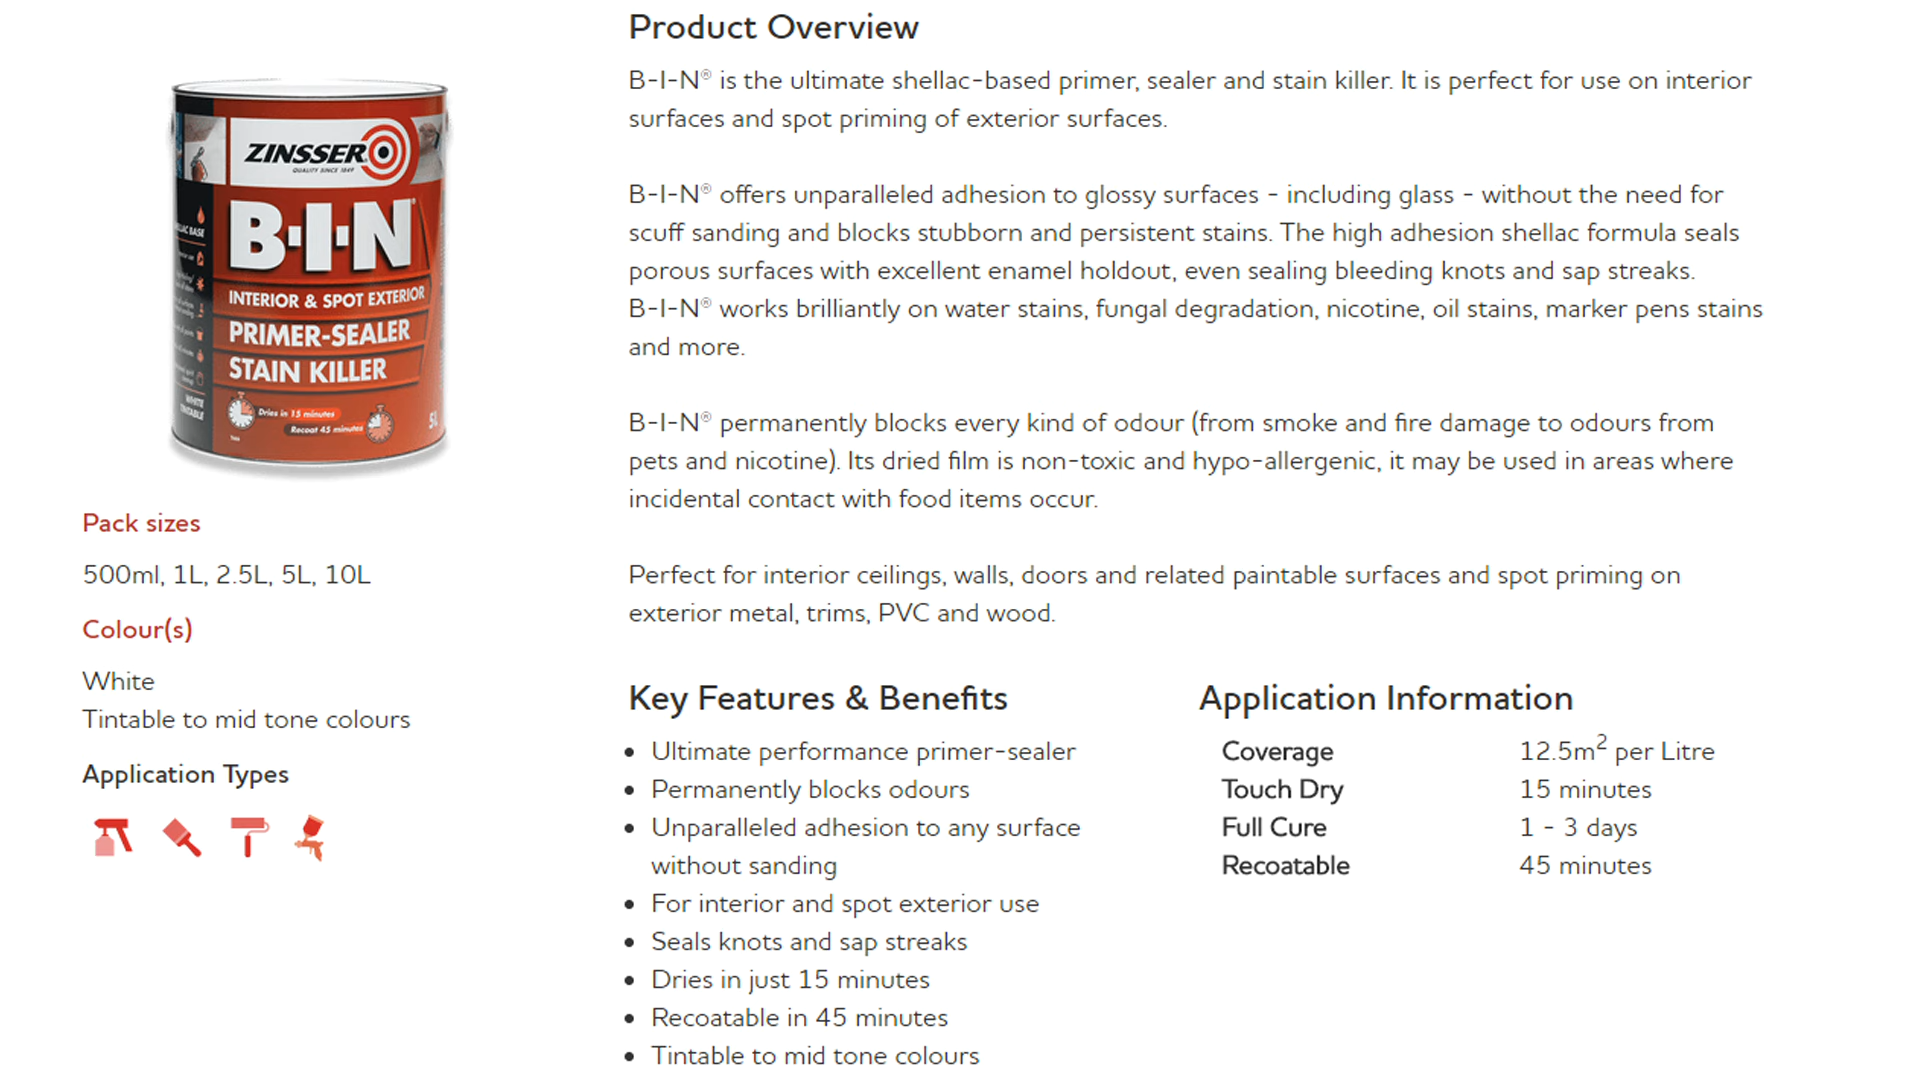 Product Overview
B-I-N® is the ultimate shellac-based primer, sealer and stain killer. It is perfect for use on interior
surfaces and spot priming of exterior surfaces.
B-I-N® offers unparalleled adhesion to glossy surfaces - including glass - without the need for
scuff sanding and blocks stubborn and persistent stains. The high adhesion shellac formula seals
porous surfaces with excellent enamel holdout, even sealing bleeding knots and sap streaks.
B-I-N® works brilliantly on water stains, fungal degradation, nicotine, oil stains, marker pens stains
and more.
B-I-N® permanently blocks every kind of odour (from smoke and fire damage to odours from
pets and nicotine). Its dried film is non-toxic and hypo-allergenic, it may be used in areas where
incidental contact with food items occur.
Perfect for interior ceilings, walls, doors and related paintable surfaces and spot priming on
exterior metal, trims, PVC and wood.
ZINSSER
QUALITY SINCE 1849
B-I-N®
INTERIOR & SPOT EXTERIOR
PRIMER-SEALER
STAIN KILLER
Dries in 15 minutes
Recoat 45 minutes
5L
BASE
WHITE
TINTABLE
Pack sizes
500ml, 1L, 2.5L, 5L, 10L
Colour(s)
White
Tintable to mid tone colours
Application Types
Key Features & Benefits
Ultimate performance primer-sealer
Permanently blocks odours
Unparalleled adhesion to any surface
without sanding
For interior and spot exterior use
Seals knots and sap streaks
Dries in just 15 minutes
Recoatable in 45 minutes
Tintable to mid tone colours
Application Information
Coverage 12.5m² per Litre
Touch Dry 15 minutes
Full Cure 1 - 3 days
Recoatable 45 minutes